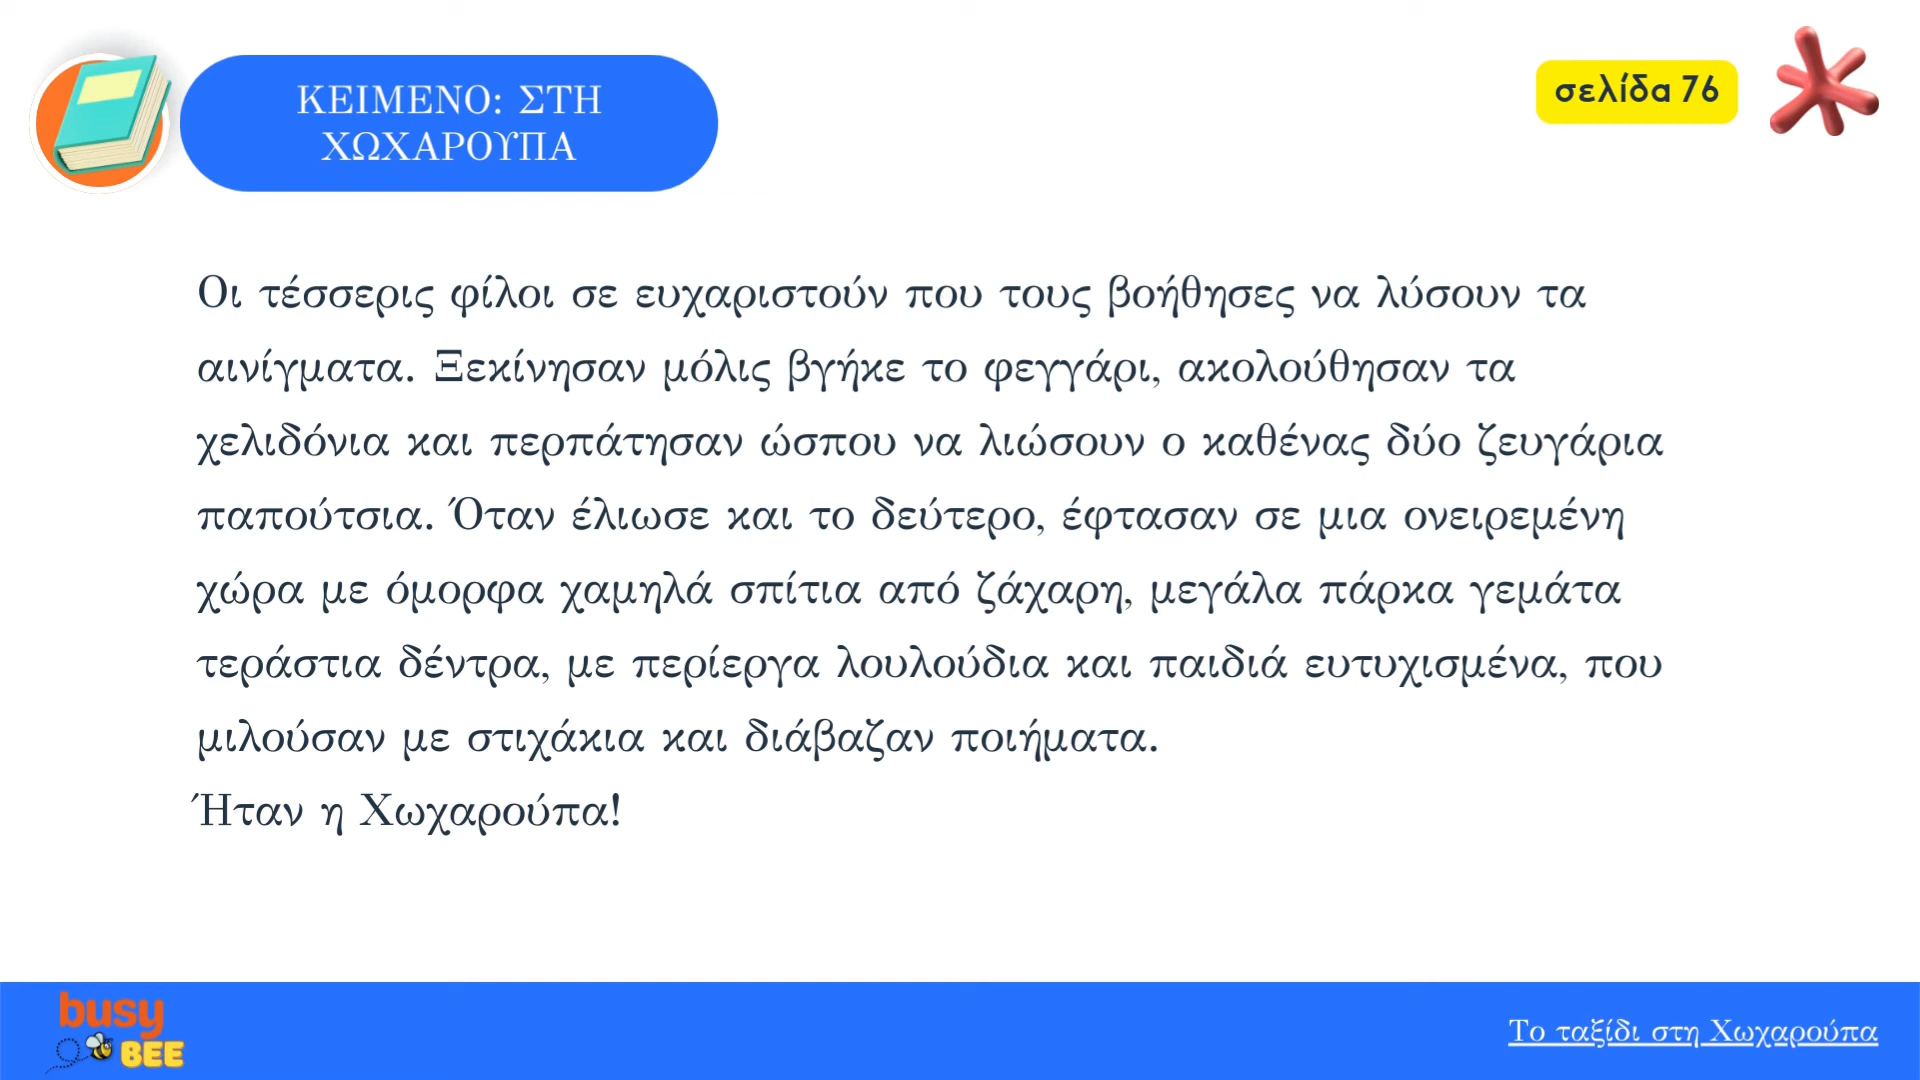 ΚΕΙΜΕΝΟ: ΣΤΗ
ΧΩΧΑΡΟΥΠΑ
σελίδα 76
Οι τέσσερις φίλοι σε ευχαριστούν που τους βοήθησες να λύσουν τα
αινίγματα. Ξεκίνησαν μόλις βγήκε το φεγγάρι, ακολούθησαν τα
χελιδόνια και περπάτησαν ώσπου να λιώσουν ο καθένας δύο ζευγάρια
παπούτσια. Όταν έλιωσε και το δεύτερο, έφτασαν σε μια ονειρεμένη
χώρα με όμορφα χαμηλά σπίτια από ζάχαρη, μεγάλα πάρκα γεμάτα
τεράστια δέντρα, με περίεργα λουλούδια και παιδιά ευτυχισμένα, που
μιλούσαν με στιχάκια και διάβαζαν ποιήματα.
Ήταν η Χωχαρούπα!
busy
BEE
Το ταξίδι στη Χωχαρούπα